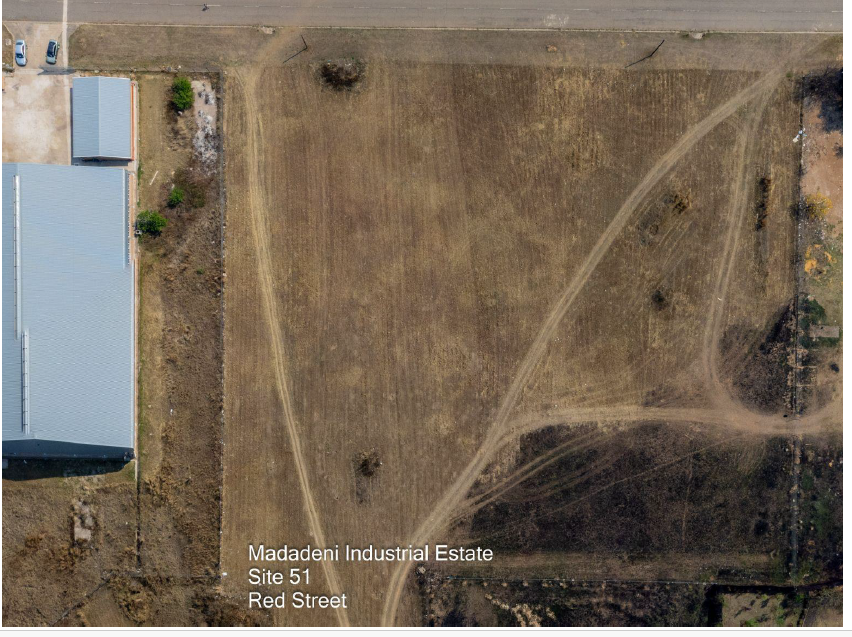 Madadeni Industrial Estate
Site 51
Red Street